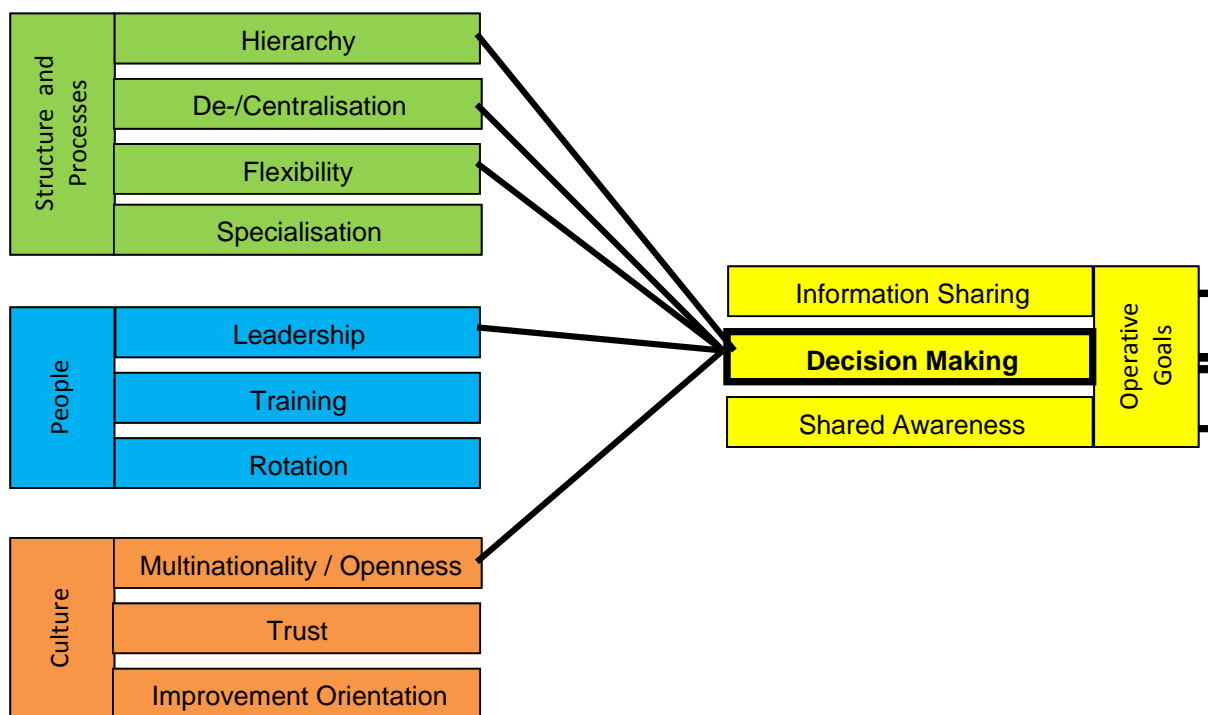 Structure and
Processes
Hierarchy
De-/Centralisation
Flexibility
Specialisation
People
Leadership
Training
Rotation
Culture
Multinationality / Openness
Trust
Improvement Orientation
Information Sharing
Decision Making
Shared Awareness
Operative
Goals